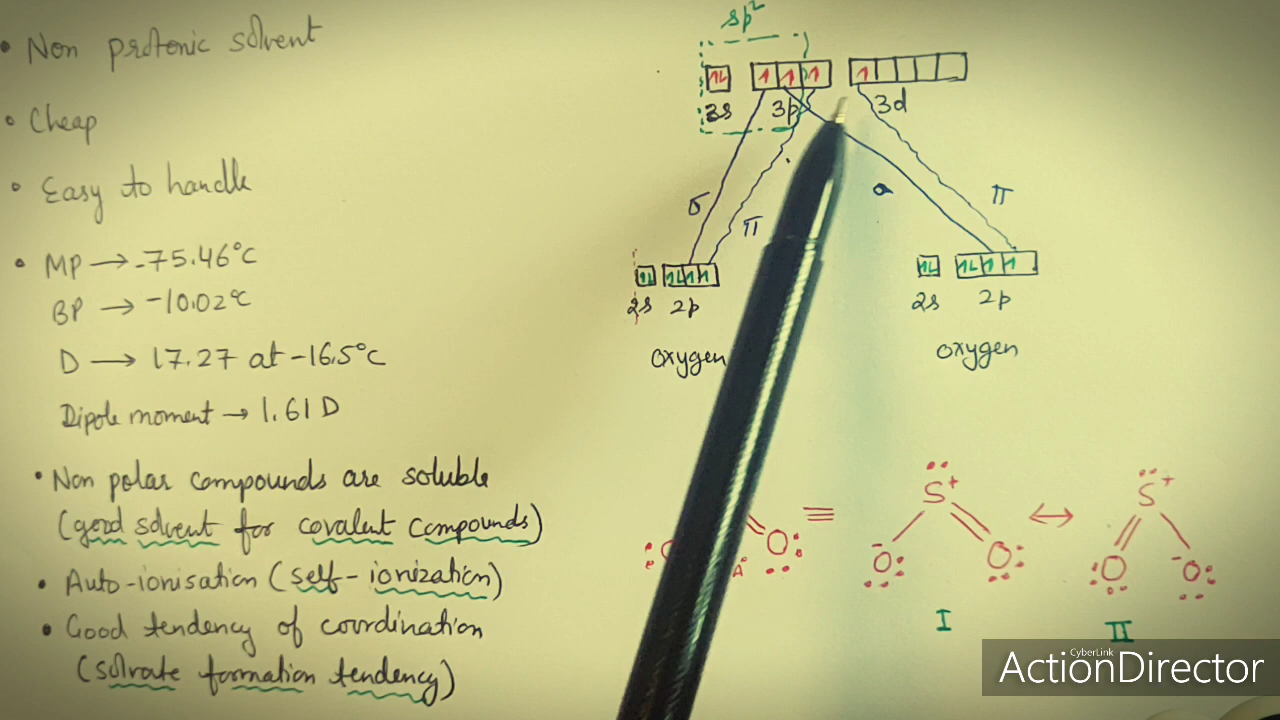 • Non protonic solvent
• Cheap
• Easy to handle
• MP → -75.46°C
BP → -10.02°C
D → 17.27 at -16.5°C
Dipole moment → 1.61 D
• Non polar compounds are soluble
(good solvent for covalent compounds)
• Auto-ionisation (self-ionization)
• Good tendency of coordination
(solvate formation tendency)
sp²
3s 3p 3d
σ π σ π
2s 2p 2s 2p
oxygen oxygen
O ≡ S⁺ ↔ S⁺
⁻O O O ⁻O
I II
CyberLink
ActionDirector